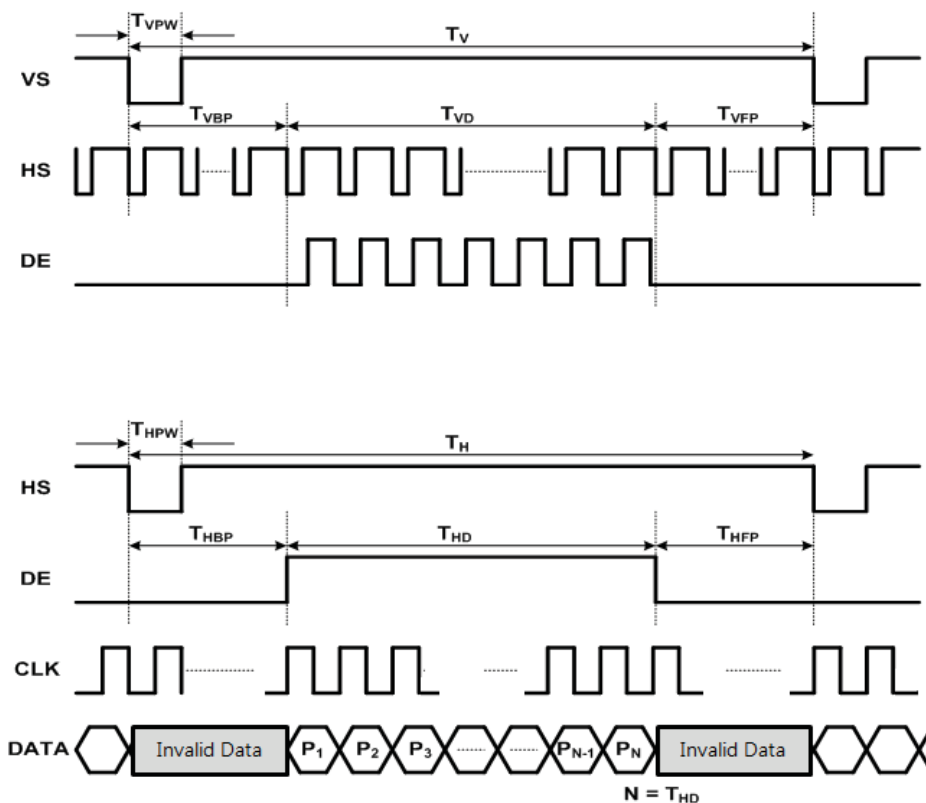 TVPW
TV
VS
TVBP TVD TVFP
HS
DE
THPW
TH
HS
THBP THD THFP
DE
CLK
DATA Invalid Data P1 P2 P3 PN-1 PN Invalid Data
N = THD